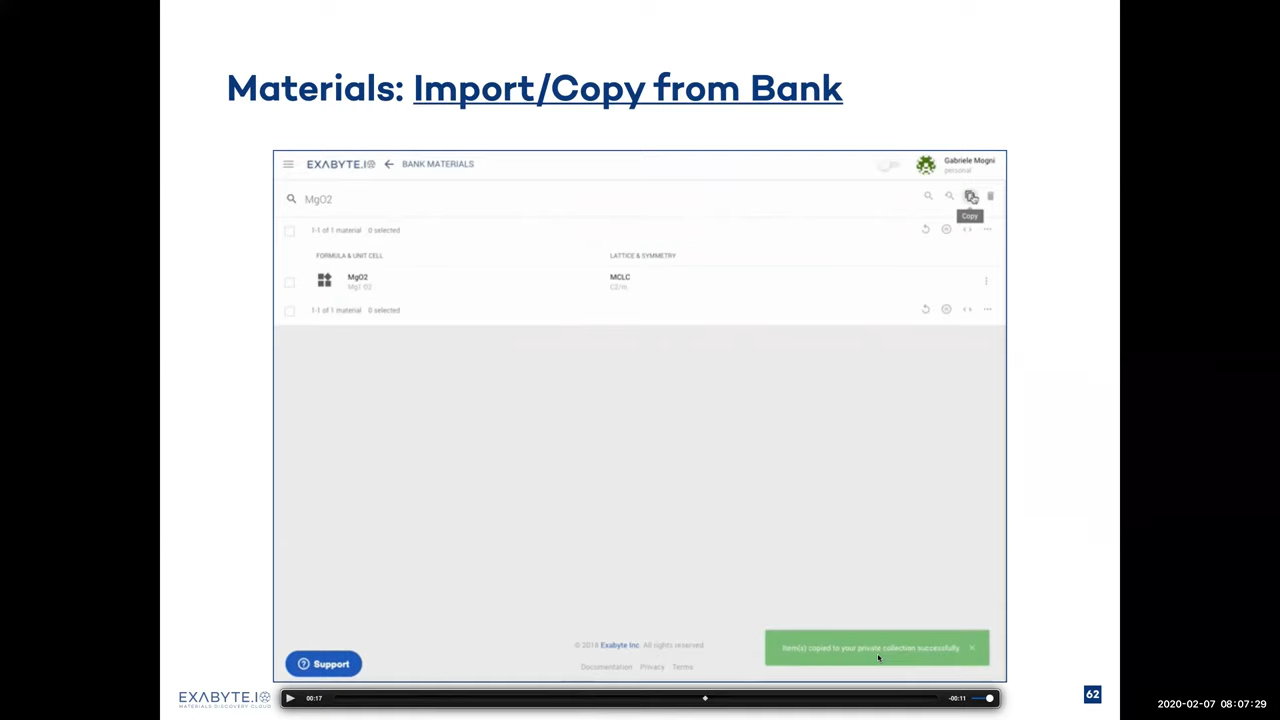 Materials: Import/Copy from Bank
EXABYTE.IO BANK MATERIALS
Gabriele Mogni
personal
MgO2
Copy
1-1 of 1 material 0 selected
FORMULA & UNIT CELL LATTICE & SYMMETRY
MgO2 MCLC
Mg1 O2 C2/m.
1-1 of 1 material 0 selected
© 2018 Exabyte Inc. All rights reserved
Item(s) copied to your private collection successfully. ×
Support
Documentation Privacy Terms
EXABYTE.IO
MATERIALS DISCOVERY CLOUD
00:17 -00:11
62
2020-02-07 08:07:29